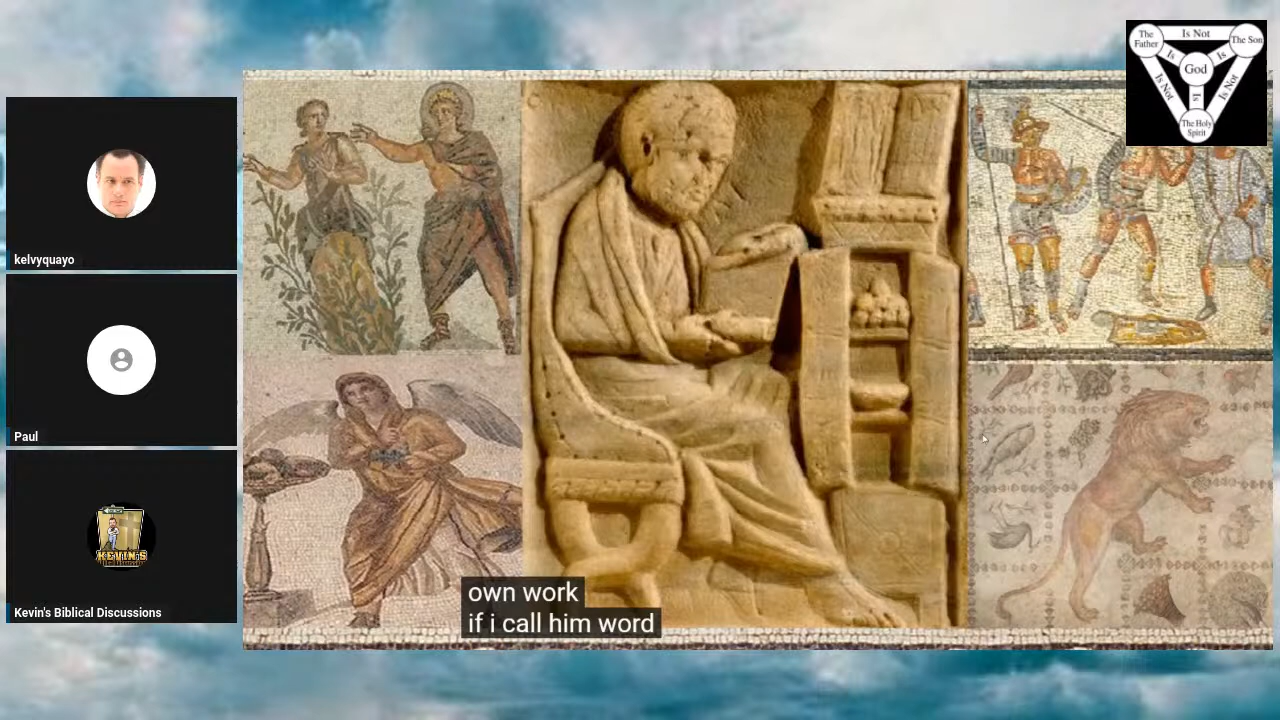 kelvyquayo
Paul
KEVIN'S
Kevin's Biblical Discussions
own work
if i call him word
The
Father
Is Not
The Son
Is
Is
God
Is Not
Is
Is Not
The Holy
Spirit